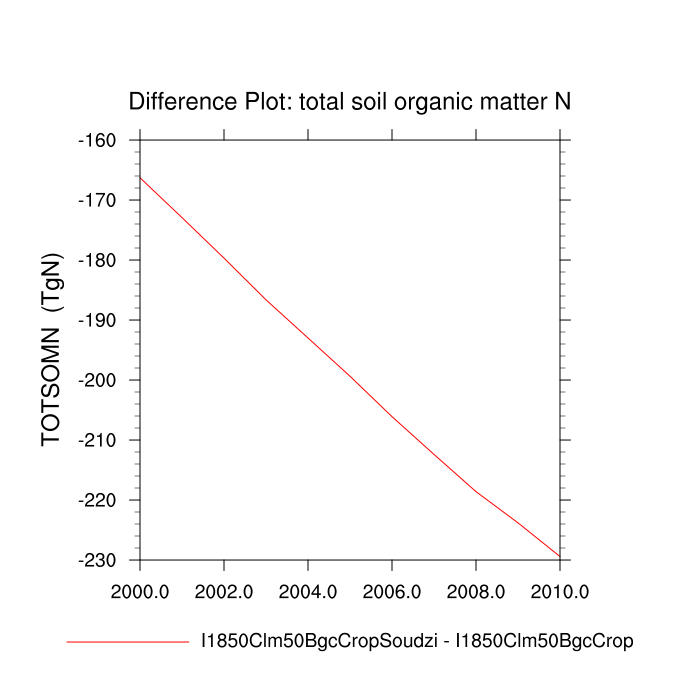 Difference Plot: total soil organic matter N
-160
-170
-180
-190
-200
-210
-220
-230
TOTSOMN (TgN)
2000.0 2002.0 2004.0 2006.0 2008.0 2010.0
I1850Clm50BgcCropSoudzi - I1850Clm50BgcCrop